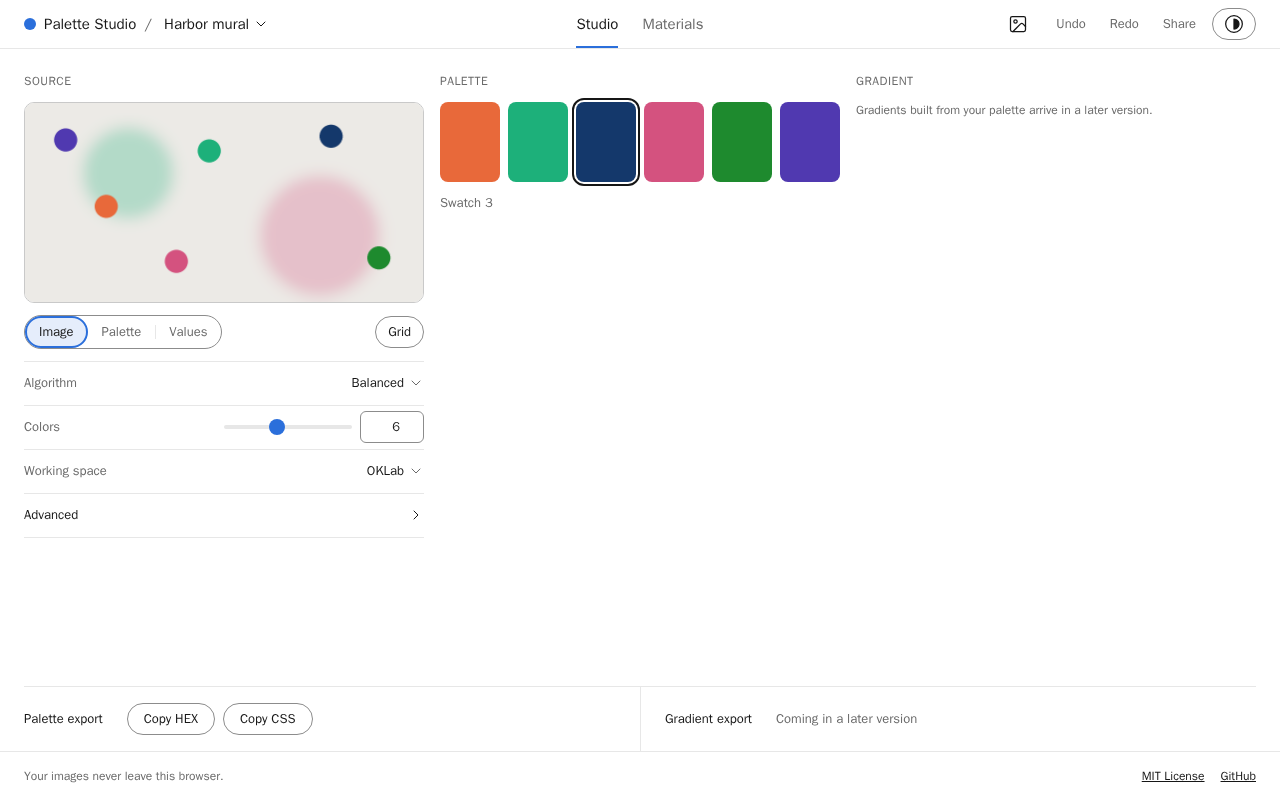 Palette Studio / Harbor mural
Studio
Materials
Undo
Redo
Share
SOURCE
Image
Palette
Values
Grid
Algorithm
Balanced
Colors
6
Working space
OKLab
Advanced
PALETTE
Swatch 3
GRADIENT
Gradients built from your palette arrive in a later version.
Palette export
Copy HEX
Copy CSS
Gradient export
Coming in a later version
Your images never leave this browser.
MIT License
GitHub